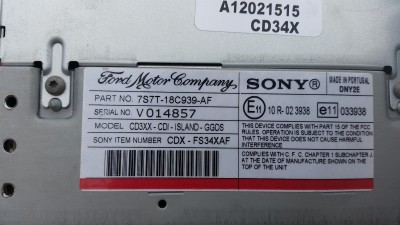 A12021515
CD34X
Ford Motor Company
SONY®
MADE IN PORTUGAL
DNY2E
PART NO. 7S7T-18C939-AF
SERIAL NO. V014857
E11 10 R- 02 3938 e11 033938
MODEL CD3XX - CDI - ISLAND - GGDS
SONY ITEM NUMBER CDX - FS34XAF
THIS DEVICE COMPLIES WITH PART 15 OF THE FCC
RULES. OPERATION IS SUBJECT TO THE CONDITION
THAT THIS DEVICE DOES NOT CAUSE HARMFUL
INTERFERENCE
COMPLIES WITH C. F. C. CHAPTER 1 SUBCHAPTER J.
AT THE DATE OF MANUFACTURE AS SHOWN ON THE
TOP OF THE UNIT